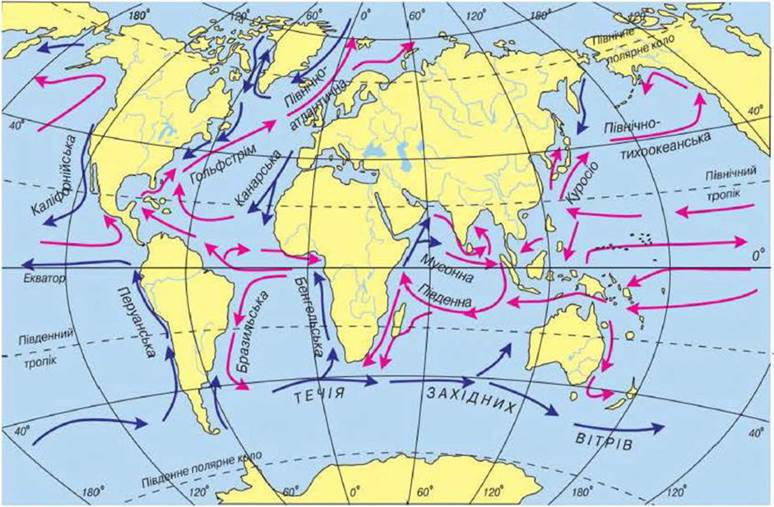 180°
120°
60°
0°
60°
120°
180°
120°
Північне
полярне коло
40°
40°
Північно-
атлантична
Північно-
тихоокеанська
Гольфстрім
Канарська
Каліфорнійська
Куросіо
Північний
тропік
Екватор
0°
Мусонна
Південна
Перуанська
Бразильська
Бенгельська
Південний
тропік
ТЕЧІЯ
ЗАХІДНИХ
ВІТРІВ
40°
40°
Південне полярне коло
180°
120°
60°
0°
60°
120°
180°